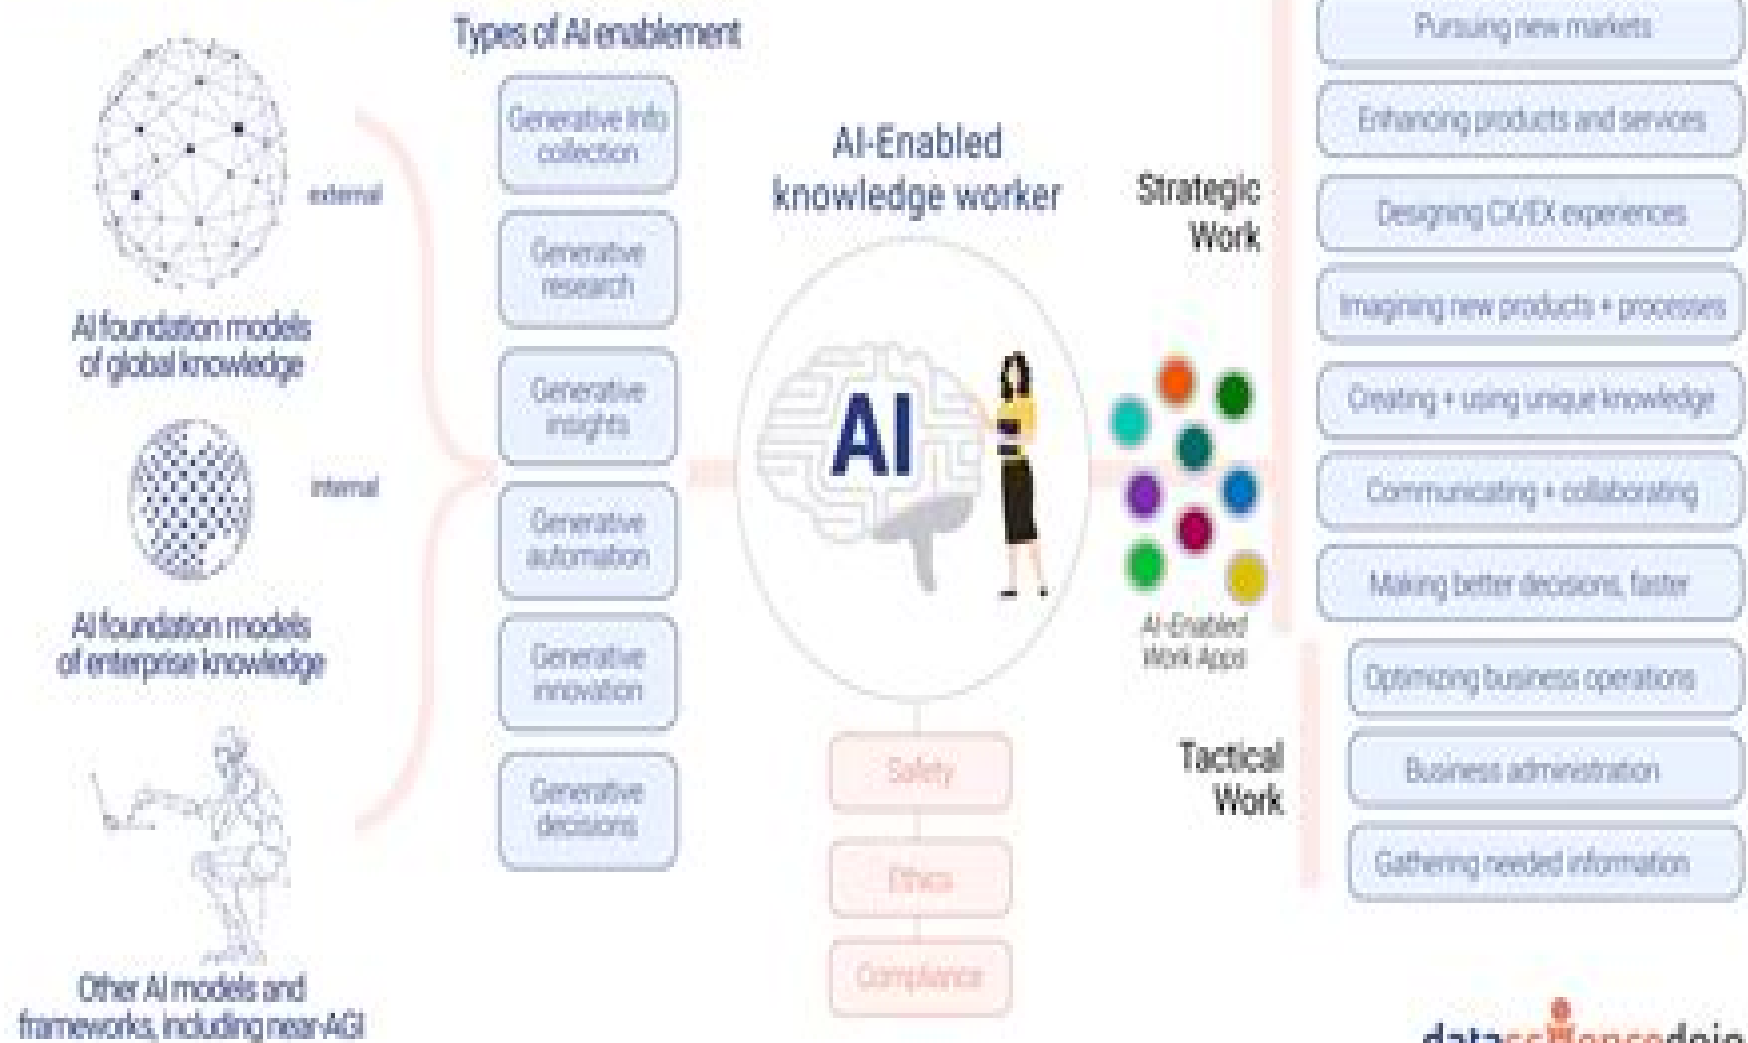 Types of AI enablement
external
AI foundation models
of global knowledge
internal
AI foundation models
of enterprise knowledge
Other AI models and
frameworks, including near-AGI
Generative Info
collection
Generative
research
Generative
insights
Generative
automation
Generative
innovation
Generative
decisions
AI-Enabled
knowledge worker
AI
Safety
Ethics
Compliance
Strategic
Work
AI-Enabled
Work Apps
Tactical
Work
Pursuing new markets
Enhancing products and services
Designing CX/EX experiences
Imagining new products + processes
Creating + using unique knowledge
Communicating + collaborating
Making better decisions, faster
Optimizing business operations
Business administration
Gathering needed information
datasciencedojo